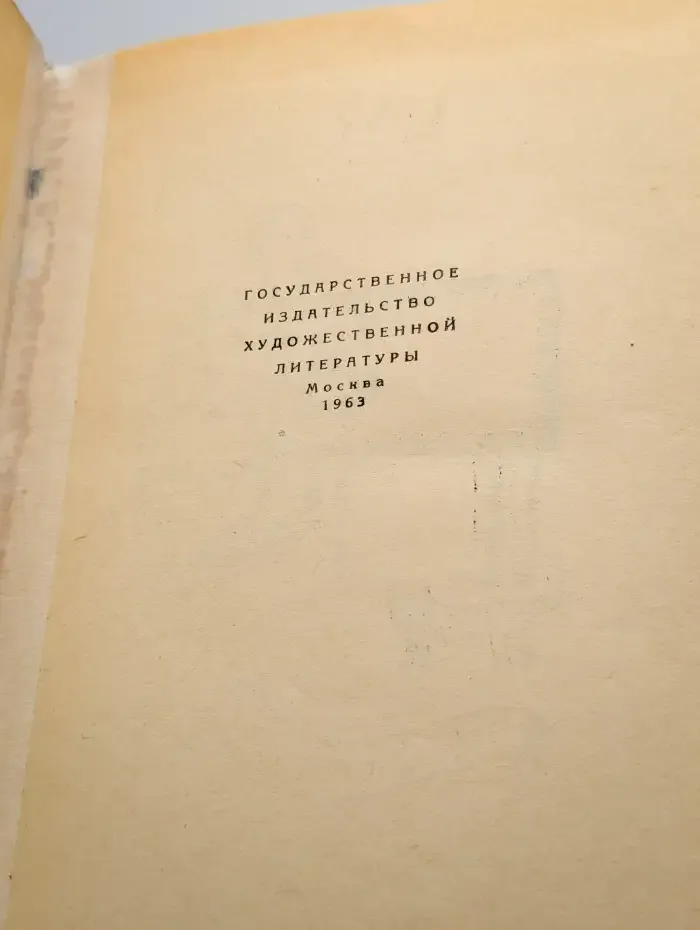 ГОСУДАРСТВЕННОЕ
ИЗДАТЕЛЬСТВО
ХУДОЖЕСТВЕННОЙ
ЛИТЕРАТУРЫ
Москва
1963